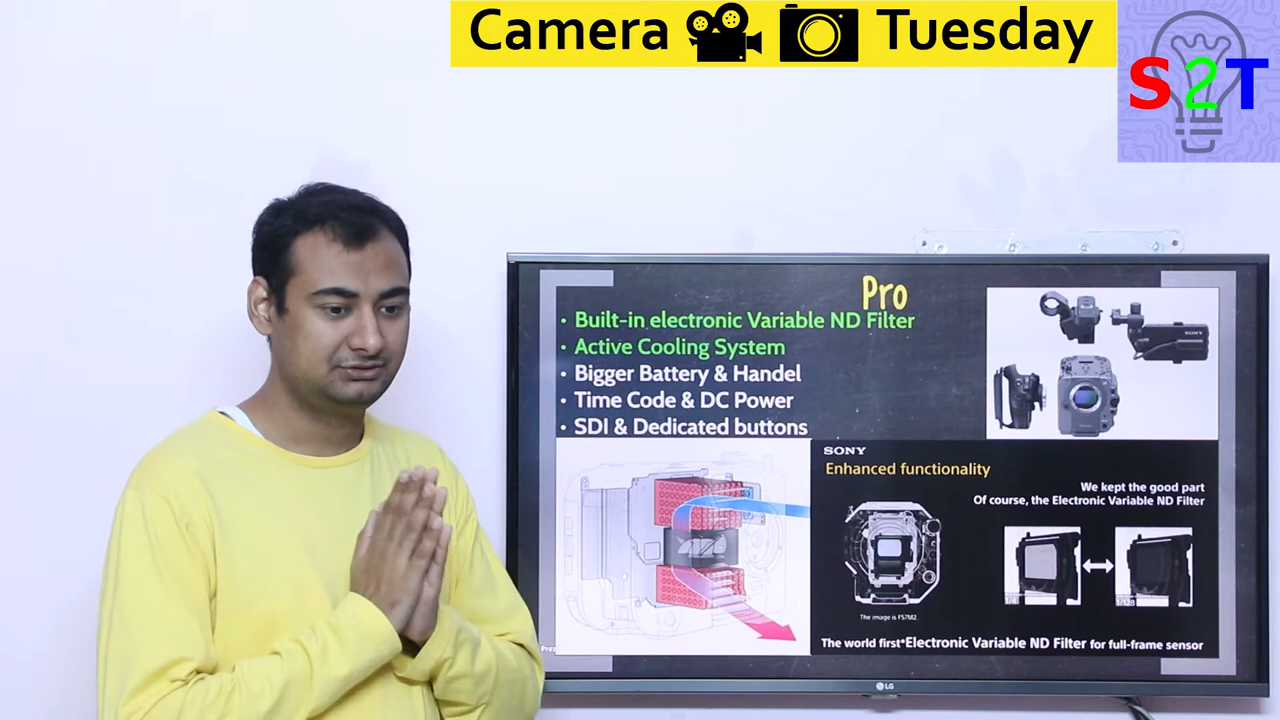 Camera Tuesday
S2T
Pro
• Built-in electronic Variable ND Filter
• Active Cooling System
• Bigger Battery & Handel
• Time Code & DC Power
• SDI & Dedicated buttons
SONY
SONY
Enhanced functionality
We kept the good part
Of course, the Electronic Variable ND Filter
1/128
The image is FS7M2.
The world first*Electronic Variable ND Filter for full-frame sensor
LG